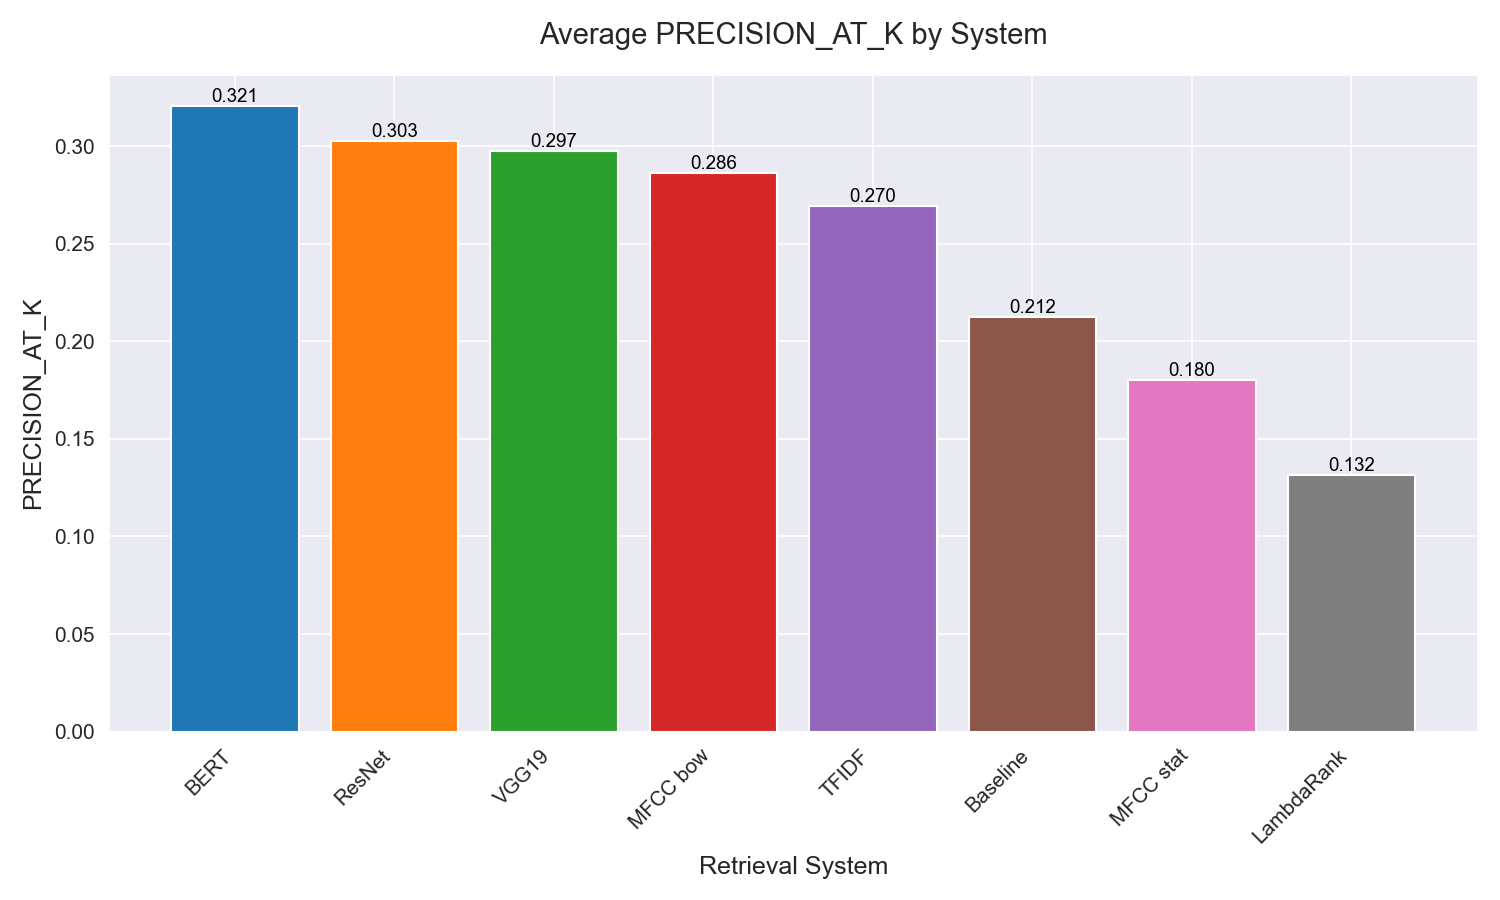 Average PRECISION_AT_K by System
PRECISION_AT_K
0.30
0.25
0.20
0.15
0.10
0.05
0.00
0.321
0.303
0.297
0.286
0.270
0.212
0.180
0.132
BERT
ResNet
VGG19
MFCC bow
TFIDF
Baseline
MFCC stat
LambdaRank
Retrieval System